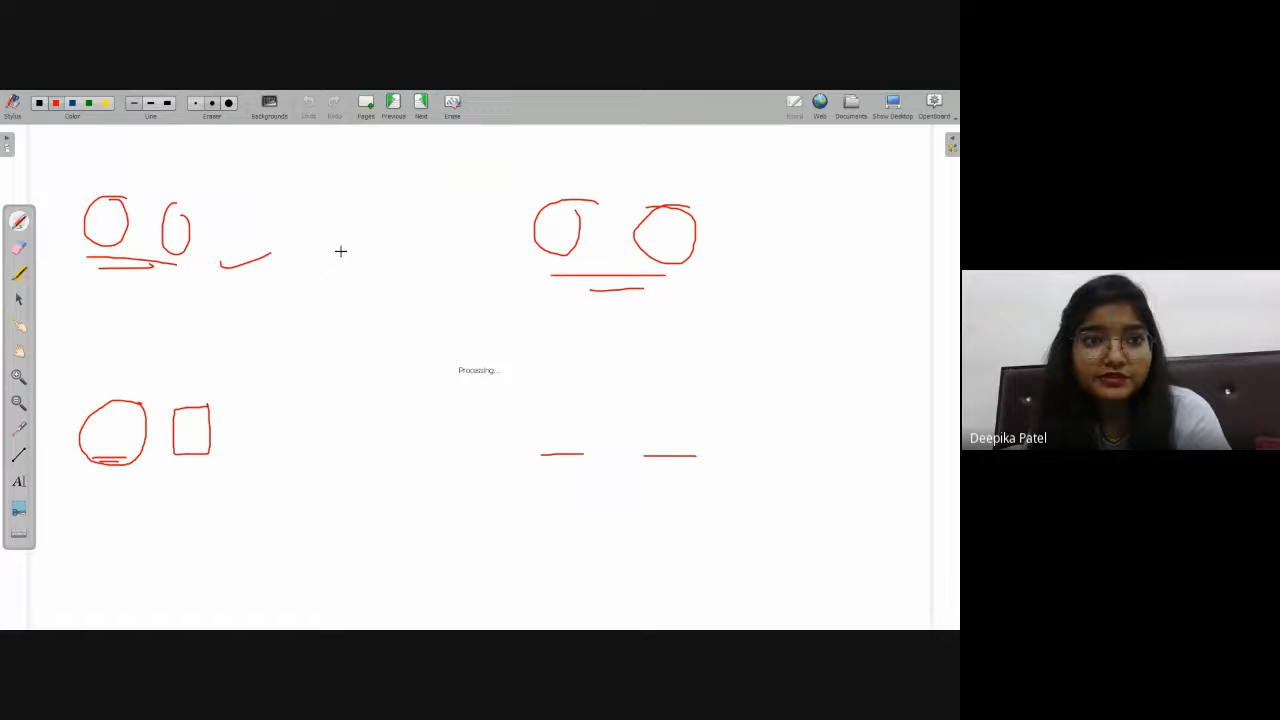 Stylus Color Line Eraser Backgrounds Undo Redo Pages Previous Next Erase Board Web Documents Show Desktop OpenBoard
Processing...
AI
Deepika Patel